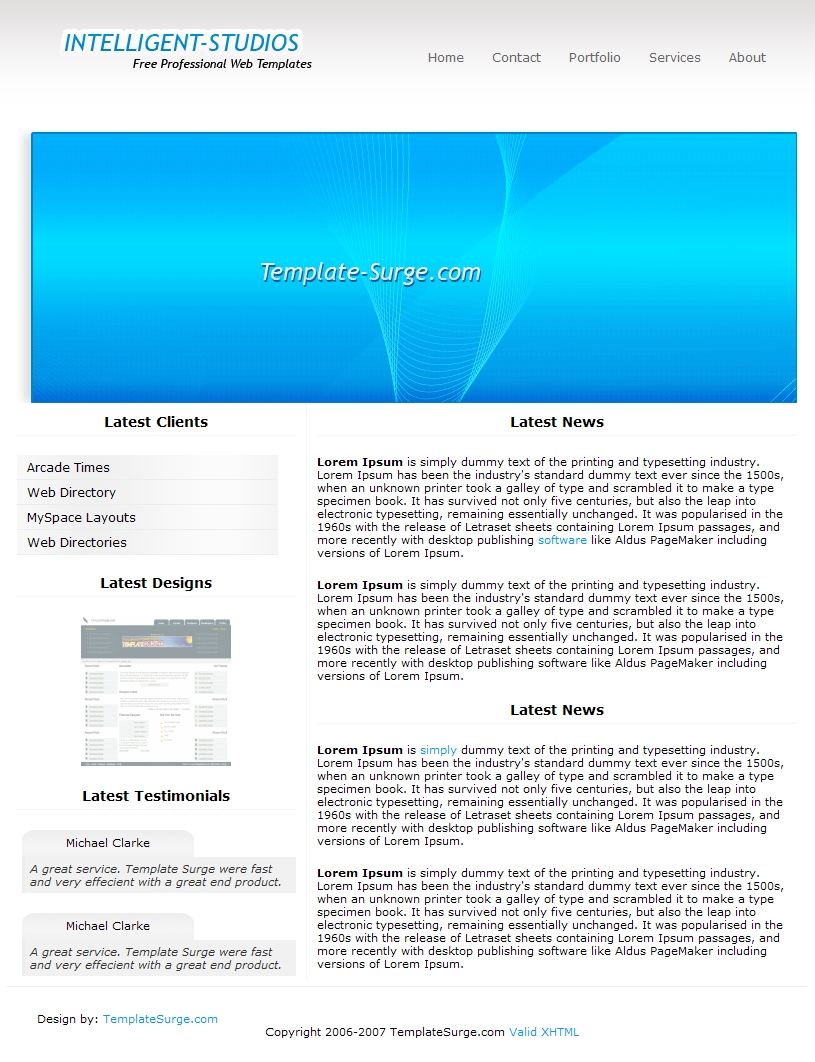 INTELLIGENT-STUDIOS
Free Professional Web Templates
Home Contact Portfolio Services About
Template-Surge.com
Latest Clients
Arcade Times
Web Directory
MySpace Layouts
Web Directories
Latest Designs
Latest Testimonials
Michael Clarke
A great service. Template Surge were fast
and very effecient with a great end product.
Michael Clarke
A great service. Template Surge were fast
and very effecient with a great end product.
Latest News
Lorem Ipsum is simply dummy text of the printing and typesetting industry.
Lorem Ipsum has been the industry's standard dummy text ever since the 1500s,
when an unknown printer took a galley of type and scrambled it to make a type
specimen book. It has survived not only five centuries, but also the leap into
electronic typesetting, remaining essentially unchanged. It was popularised in the
1960s with the release of Letraset sheets containing Lorem Ipsum passages, and
more recently with desktop publishing software like Aldus PageMaker including
versions of Lorem Ipsum.
Lorem Ipsum is simply dummy text of the printing and typesetting industry.
Lorem Ipsum has been the industry's standard dummy text ever since the 1500s,
when an unknown printer took a galley of type and scrambled it to make a type
specimen book. It has survived not only five centuries, but also the leap into
electronic typesetting, remaining essentially unchanged. It was popularised in the
1960s with the release of Letraset sheets containing Lorem Ipsum passages, and
more recently with desktop publishing software like Aldus PageMaker including
versions of Lorem Ipsum.
Latest News
Lorem Ipsum is simply dummy text of the printing and typesetting industry.
Lorem Ipsum has been the industry's standard dummy text ever since the 1500s,
when an unknown printer took a galley of type and scrambled it to make a type
specimen book. It has survived not only five centuries, but also the leap into
electronic typesetting, remaining essentially unchanged. It was popularised in the
1960s with the release of Letraset sheets containing Lorem Ipsum passages, and
more recently with desktop publishing software like Aldus PageMaker including
versions of Lorem Ipsum.
Lorem Ipsum is simply dummy text of the printing and typesetting industry.
Lorem Ipsum has been the industry's standard dummy text ever since the 1500s,
when an unknown printer took a galley of type and scrambled it to make a type
specimen book. It has survived not only five centuries, but also the leap into
electronic typesetting, remaining essentially unchanged. It was popularised in the
1960s with the release of Letraset sheets containing Lorem Ipsum passages, and
more recently with desktop publishing software like Aldus PageMaker including
versions of Lorem Ipsum.
Design by: TemplateSurge.com
Copyright 2006-2007 TemplateSurge.com Valid XHTML